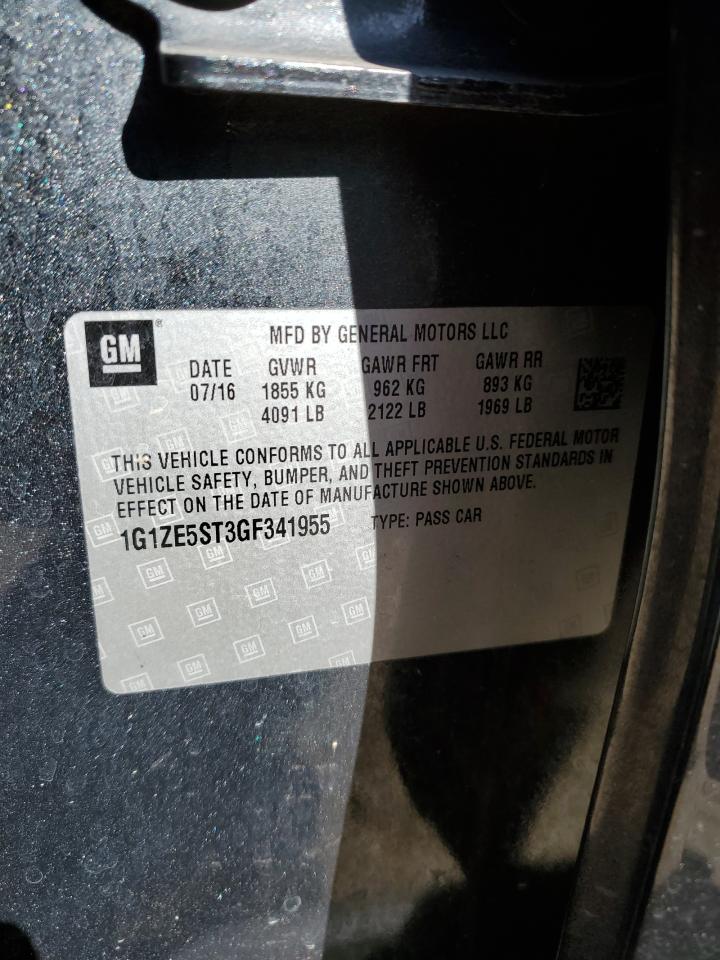 GM®
MFD BY GENERAL MOTORS LLC
DATE GVWR GAWR FRT GAWR RR
07/16 1855 KG 962 KG 893 KG
4091 LB 2122 LB 1969 LB
THIS VEHICLE CONFORMS TO ALL APPLICABLE U.S. FEDERAL MOTOR
VEHICLE SAFETY, BUMPER, AND THEFT PREVENTION STANDARDS IN
EFFECT ON THE DATE OF MANUFACTURE SHOWN ABOVE.
1G1ZE5ST3GF341955 TYPE: PASS CAR